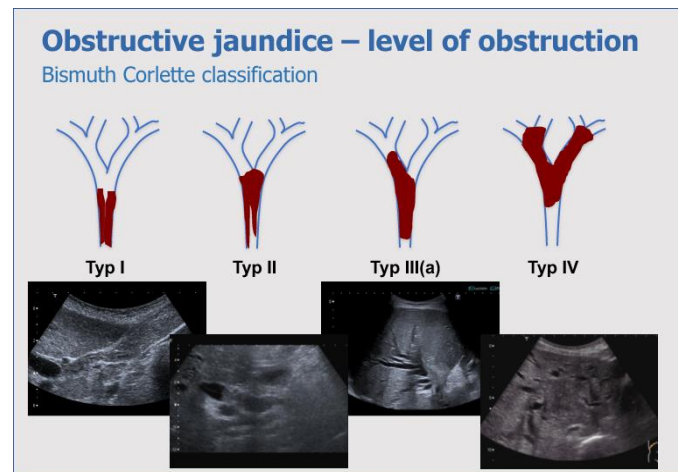 Obstructive jaundice – level of obstruction
Bismuth Corlette classification
Typ I
Typ II
Typ III(a)
Typ IV